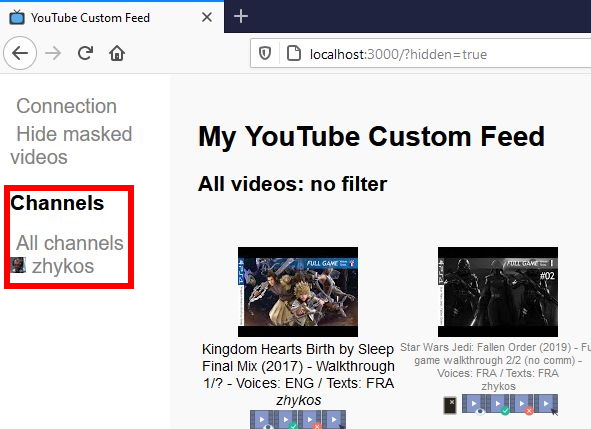 YouTube Custom Feed
localhost:3000/?hidden=true
Connection
Hide masked
videos
Channels
All channels
zhykos
My YouTube Custom Feed
All videos: no filter
FULL GAME
Kingdom Hearts Birth by Sleep
Final Mix (2017) - Walkthrough
1/? - Voices: ENG / Texts: FRA
zhykos
FULL GAME
#02
Star Wars Jedi: Fallen Order (2019) - Fu
game walkthrough 2/2 (no comm) -
Voices: FRA / Texts: FRA
zhykos